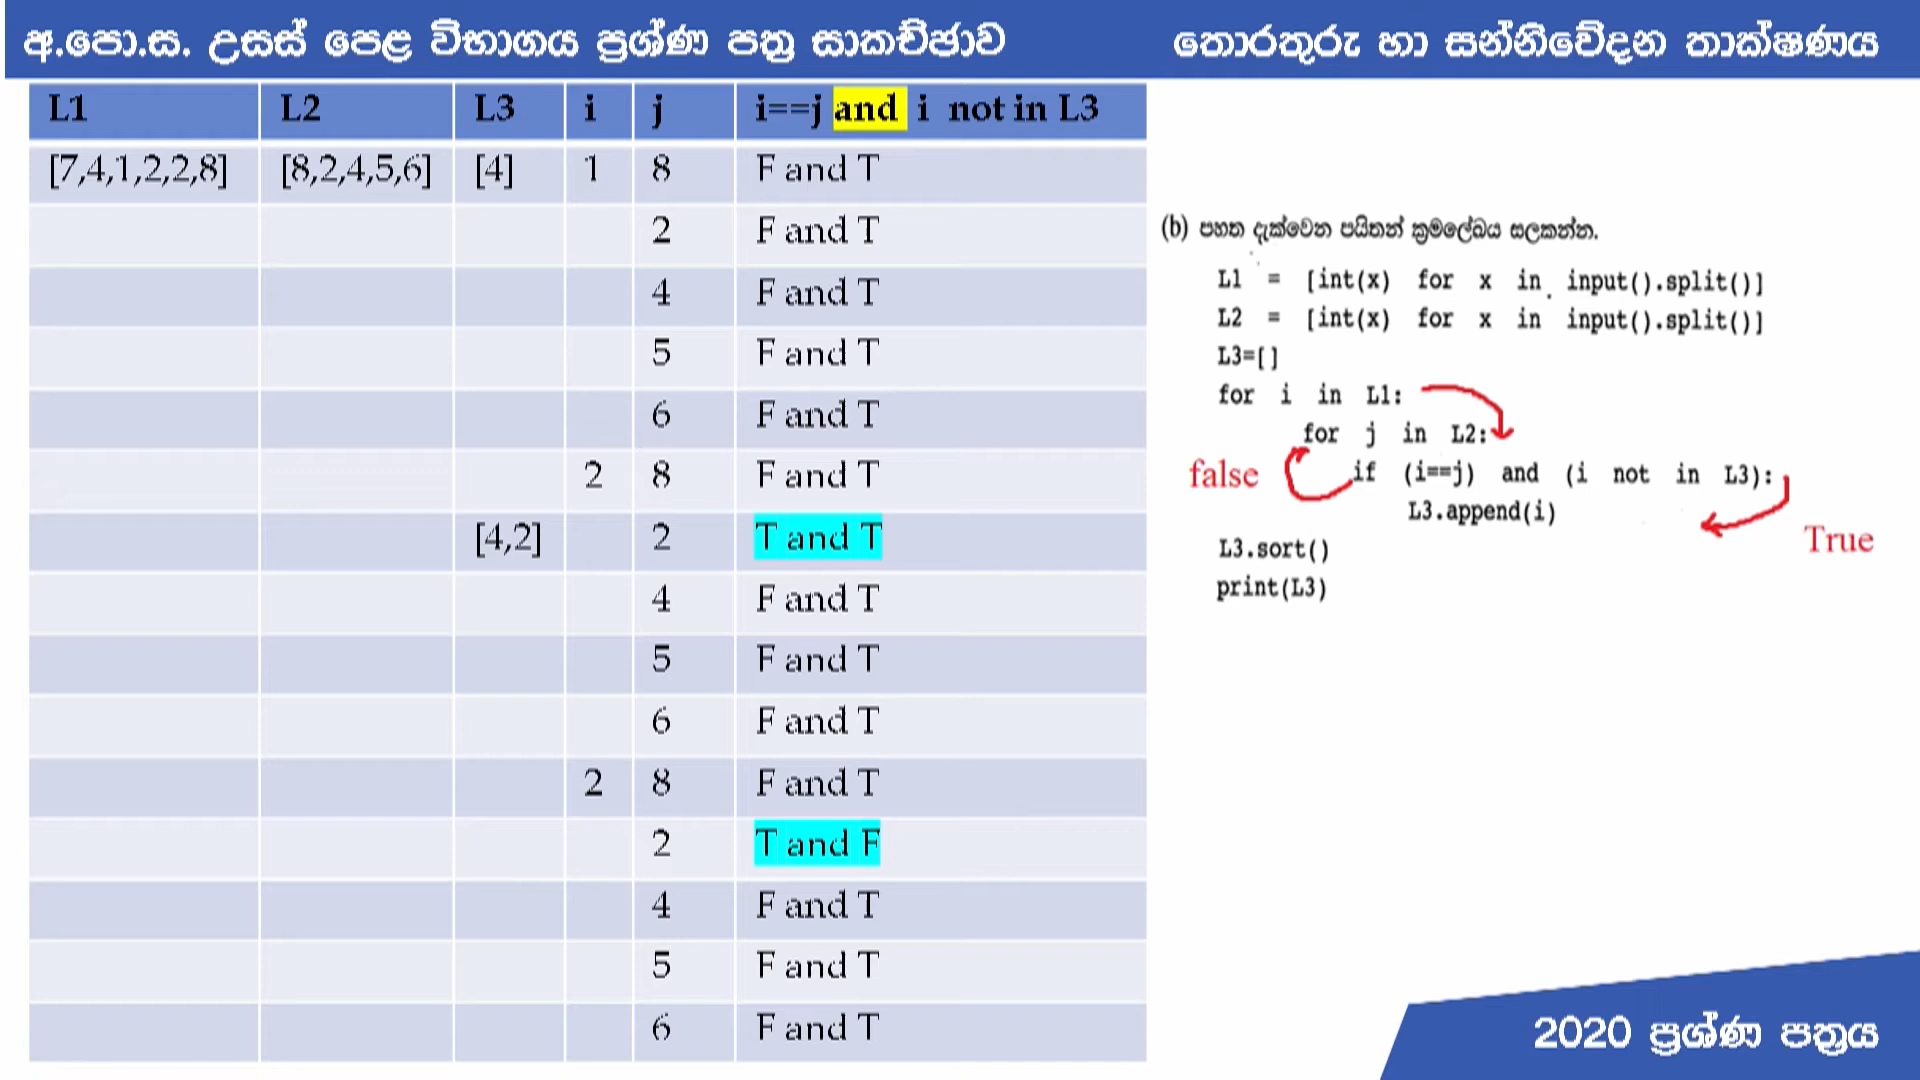 අ.පො.ස. උසස් පෙළ විභාගය ප්‍රශ්ණ පත්‍ර සාකච්ඡාව
තොරතුරු හා සන්නිවේදන තාක්ෂණය
L1 L2 L3 i j i==j and i not in L3
[7,4,1,2,2,8] [8,2,4,5,6] [4] 1 8 F and T
2 F and T
4 F and T
5 F and T
6 F and T
2 8 F and T
[4,2] 2 T and T
4 F and T
5 F and T
6 F and T
2 8 F and T
2 T and F
4 F and T
5 F and T
6 F and T
(b) පහත දැක්වෙන පයිතන් ක්‍රමලේඛය සලකන්න.
L1 = [int(x) for x in input().split()]
L2 = [int(x) for x in input().split()]
L3=[]
for i in L1:
for j in L2:
false if (i==j) and (i not in L3):
L3.append(i)
True
L3.sort()
print(L3)
2020 ප්‍රශ්ණ පත්‍රය